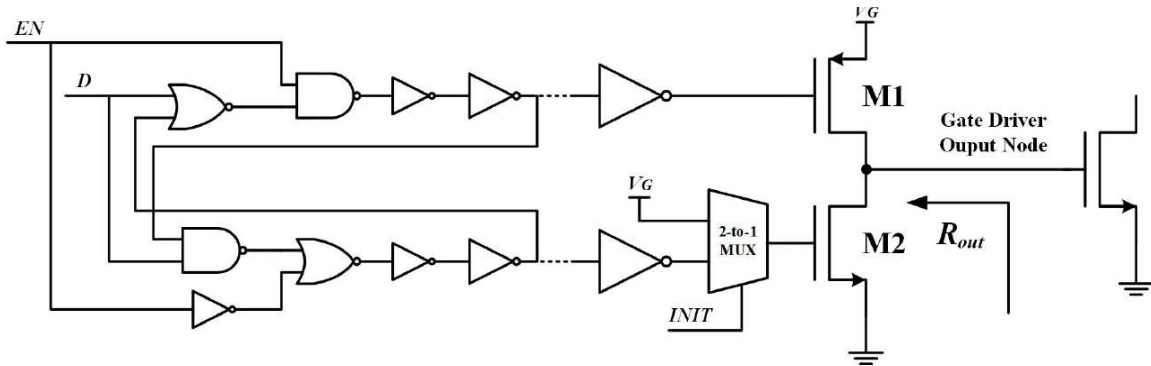 VG
EN
D
M1
Gate Driver
Ouput Node
VG
2-to-1
MUX
M2
Rout
INIT